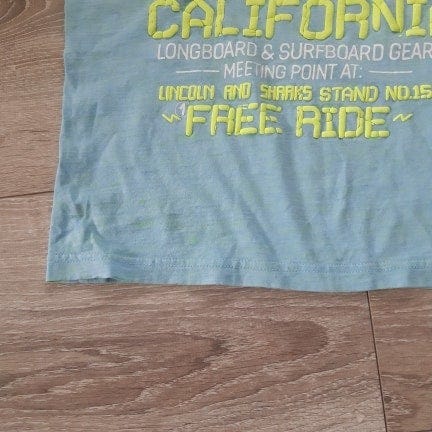 CALIFORNI
LONGBOARD & SURFBOARD GEAR
MEETING POINT AT:
LINCOLN AND SHARKS STAND NO.15
~FREE RIDE~